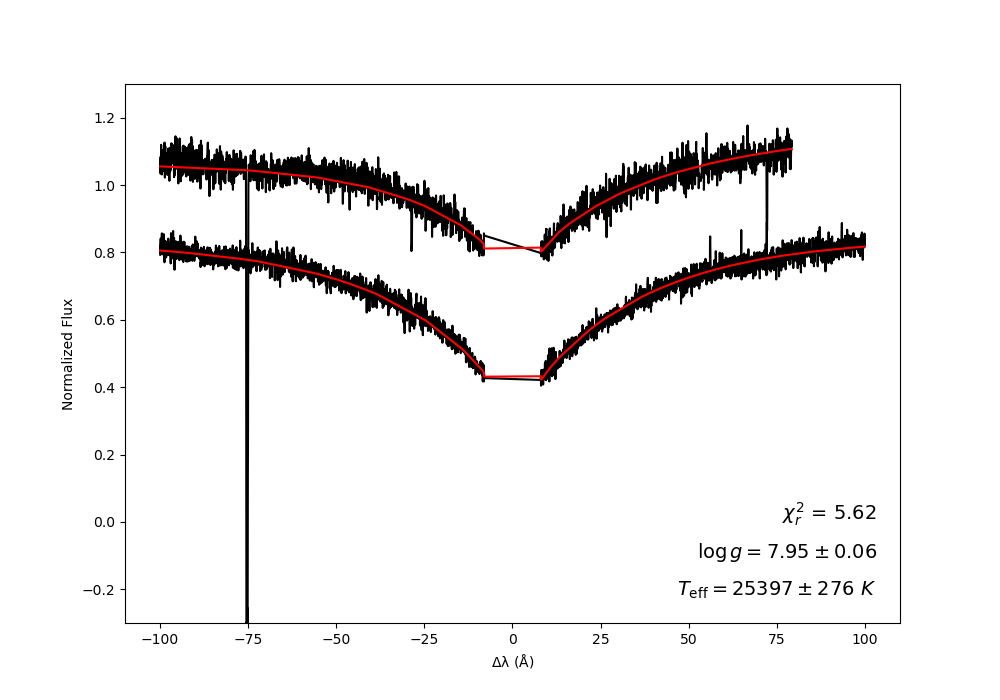 1.2
1.0
0.8
0.6
0.4
0.2
0.0
−0.2
Normalized Flux
χ²ᵣ = 5.62
log g = 7.95 ± 0.06
T_eff = 25397 ± 276 K
−100 −75 −50 −25 0 25 50 75 100
Δλ (Å)